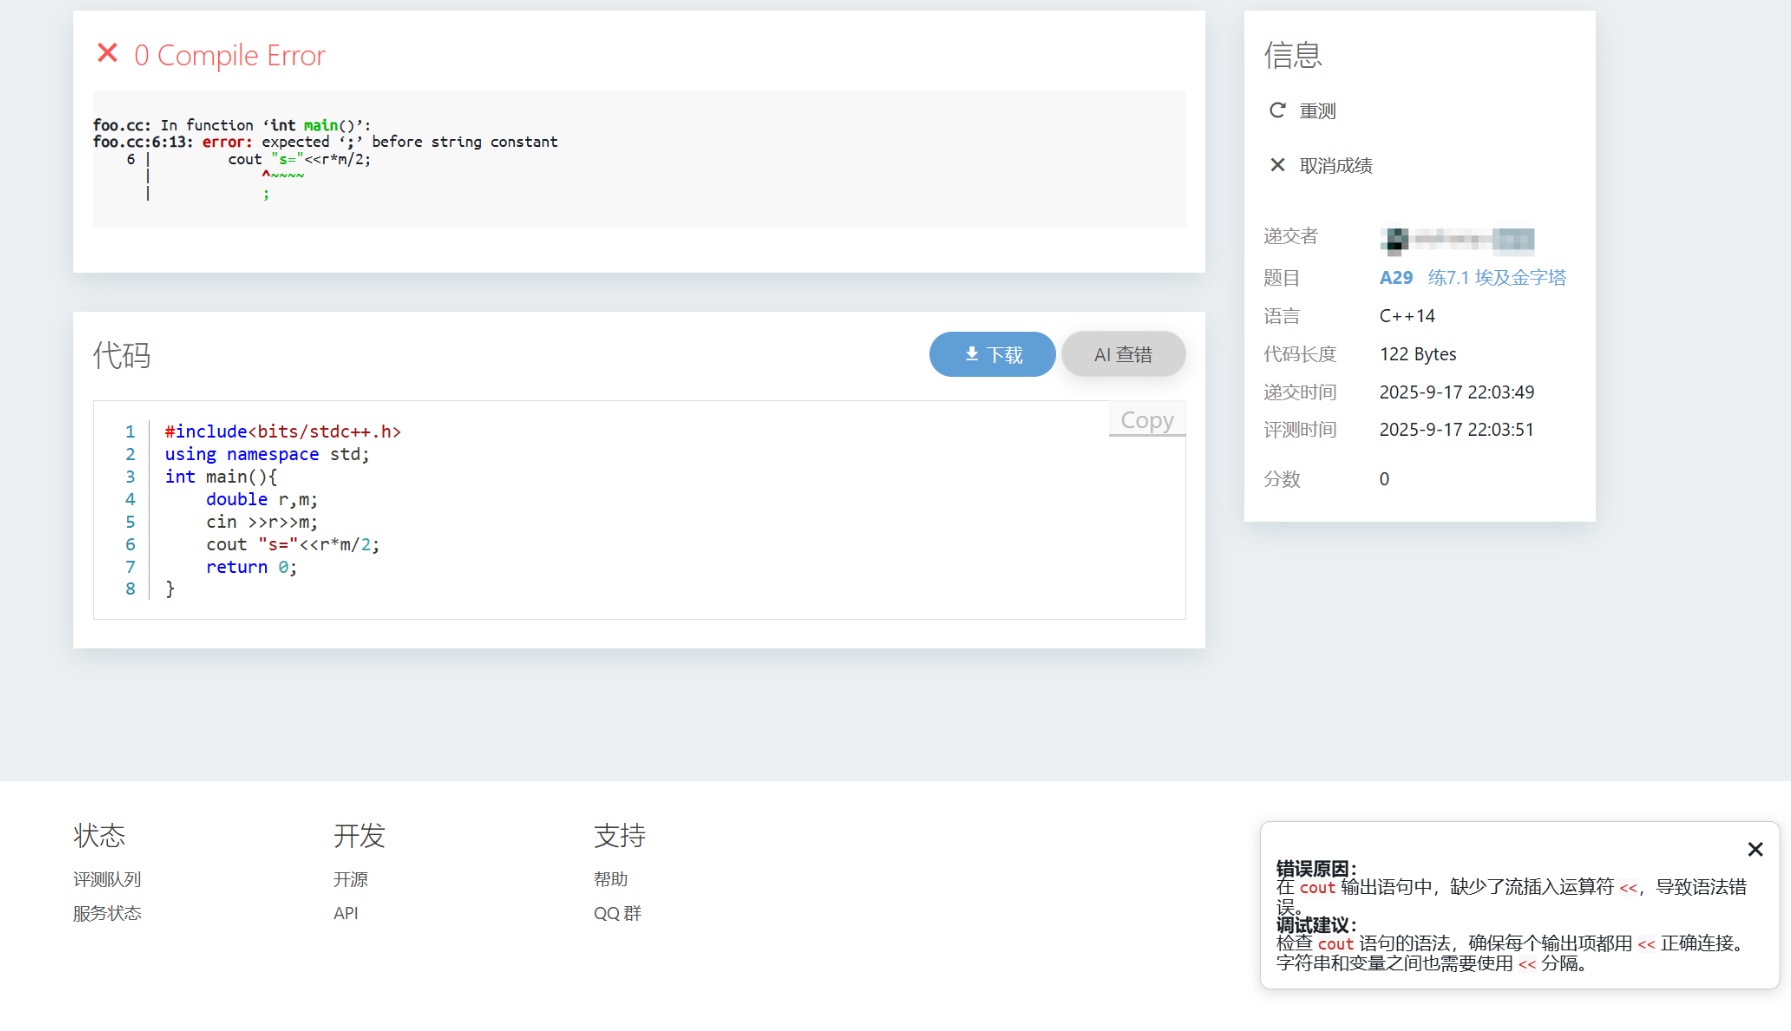 0 Compile Error
foo.cc: In function ‘int main()’:
foo.cc:6:13: error: expected ‘;’ before string constant
6 | cout "s="<<r*m/2;
| ^~~~~
| ;
代码
下载
AI 查错
Copy
1 #include<bits/stdc++.h>
2 using namespace std;
3 int main(){
4 double r,m;
5 cin >>r>>m;
6 cout "s="<<r*m/2;
7 return 0;
8 }
信息
重测
取消成绩
递交者
题目 A29 练7.1 埃及金字塔
语言 C++14
代码长度 122 Bytes
递交时间 2025-9-17 22:03:49
评测时间 2025-9-17 22:03:51
分数 0
状态
评测队列
服务状态
开发
开源
API
支持
帮助
QQ 群
错误原因：
在 cout 输出语句中，缺少了流插入运算符 <<，导致语法错
误。
调试建议：
检查 cout 语句的语法，确保每个输出项都用 << 正确连接。
字符串和变量之间也需要使用 << 分隔。